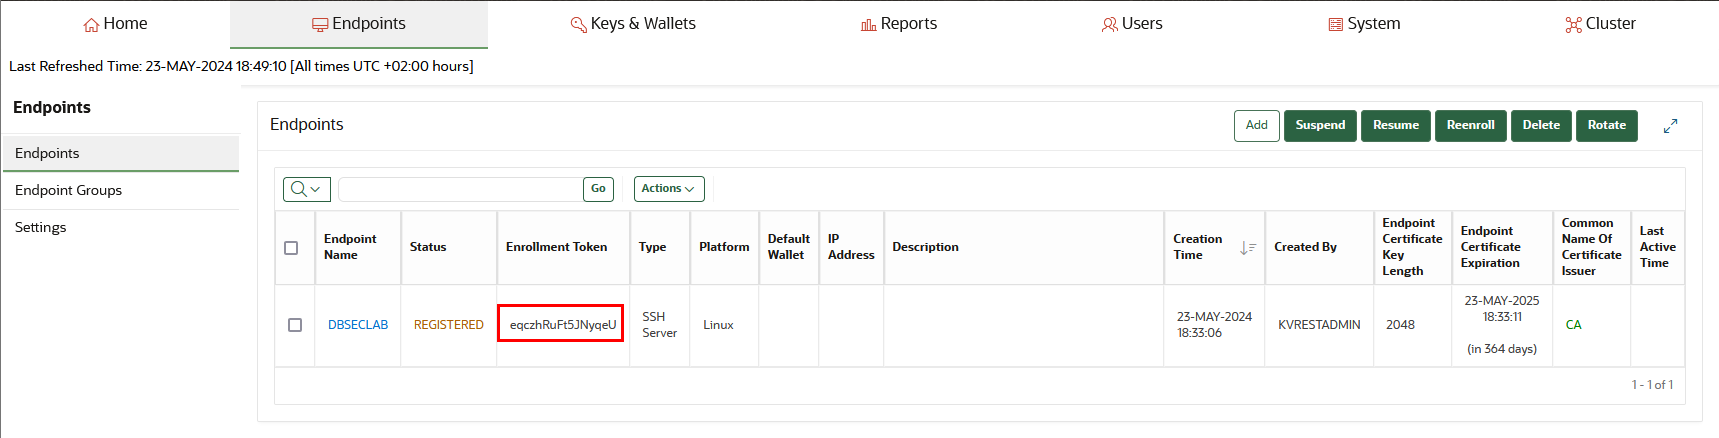 Home Endpoints Keys & Wallets Reports Users System Cluster
Last Refreshed Time: 23-MAY-2024 18:49:10 [All times UTC +02:00 hours]
Endpoints
Endpoints
Endpoint Groups
Settings
Endpoints
Add Suspend Resume Reenroll Delete Rotate
Go Actions
Endpoint Name
Status
Enrollment Token
Type
Platform
Default Wallet
IP Address
Description
Creation Time
Created By
Endpoint Certificate Key Length
Endpoint Certificate Expiration
Common Name Of Certificate Issuer
Last Active Time
DBSECLAB
REGISTERED
eqczhRuFt5JNyqeU
SSH Server
Linux
23-MAY-2024 18:33:06
KVRESTADMIN
2048
23-MAY-2025 18:33:11
(in 364 days)
CA
1 - 1 of 1